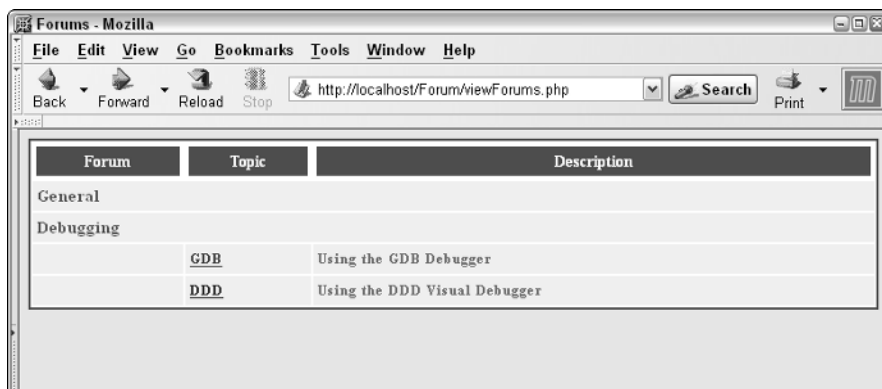 Forums - Mozilla
File Edit View Go Bookmarks Tools Window Help
Back Forward Reload Stop http://localhost/Forum/viewForums.php Search Print
Forum Topic Description
General
Debugging
GDB Using the GDB Debugger
DDD Using the DDD Visual Debugger